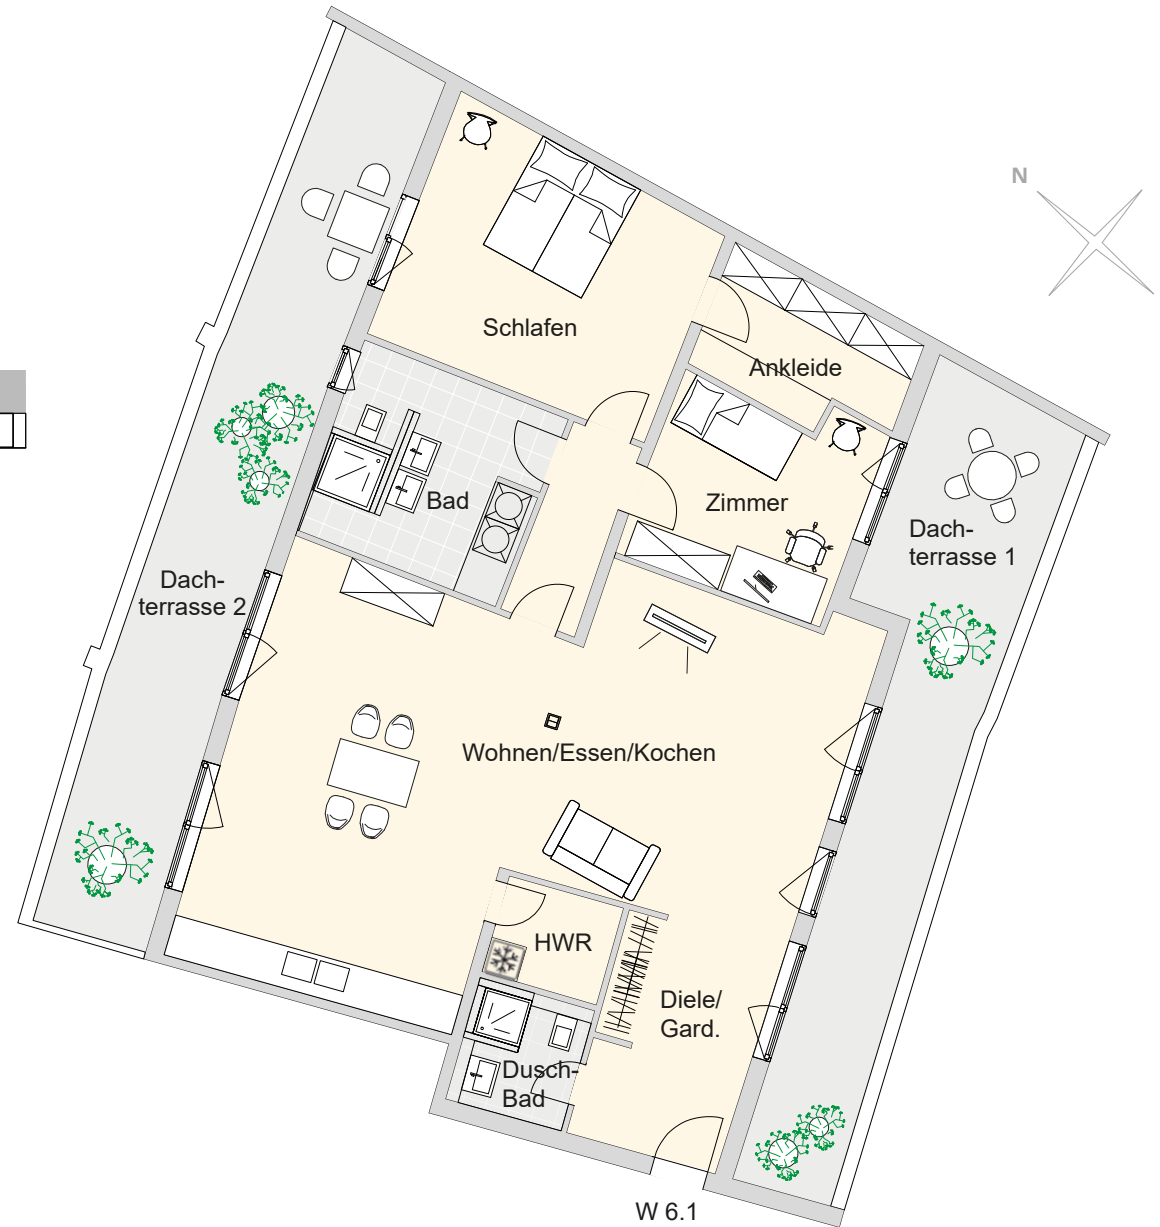 N
Schlafen
Ankleide
Bad
Zimmer
Dach-
terrasse 1
Dach-
terrasse 2
Wohnen/Essen/Kochen
HWR
Diele/
Gard.
Dusch-
Bad
W 6.1